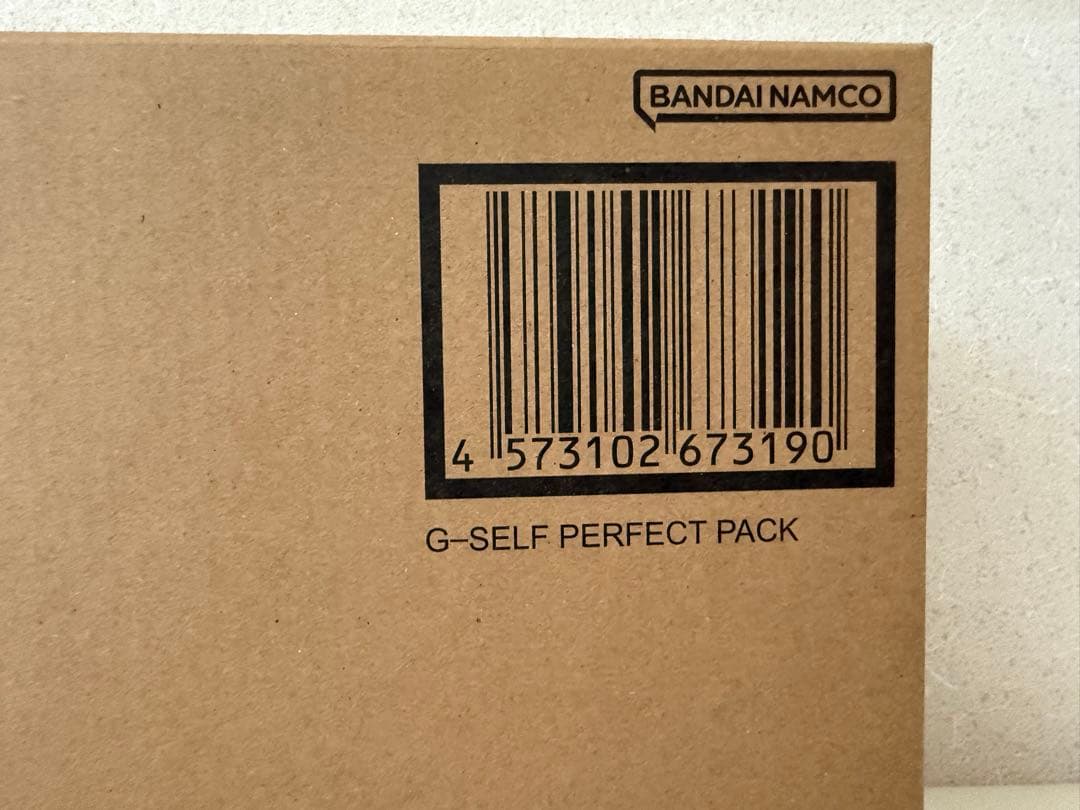 BANDAI NAMCO
4 573102 673190
G-SELF PERFECT PACK